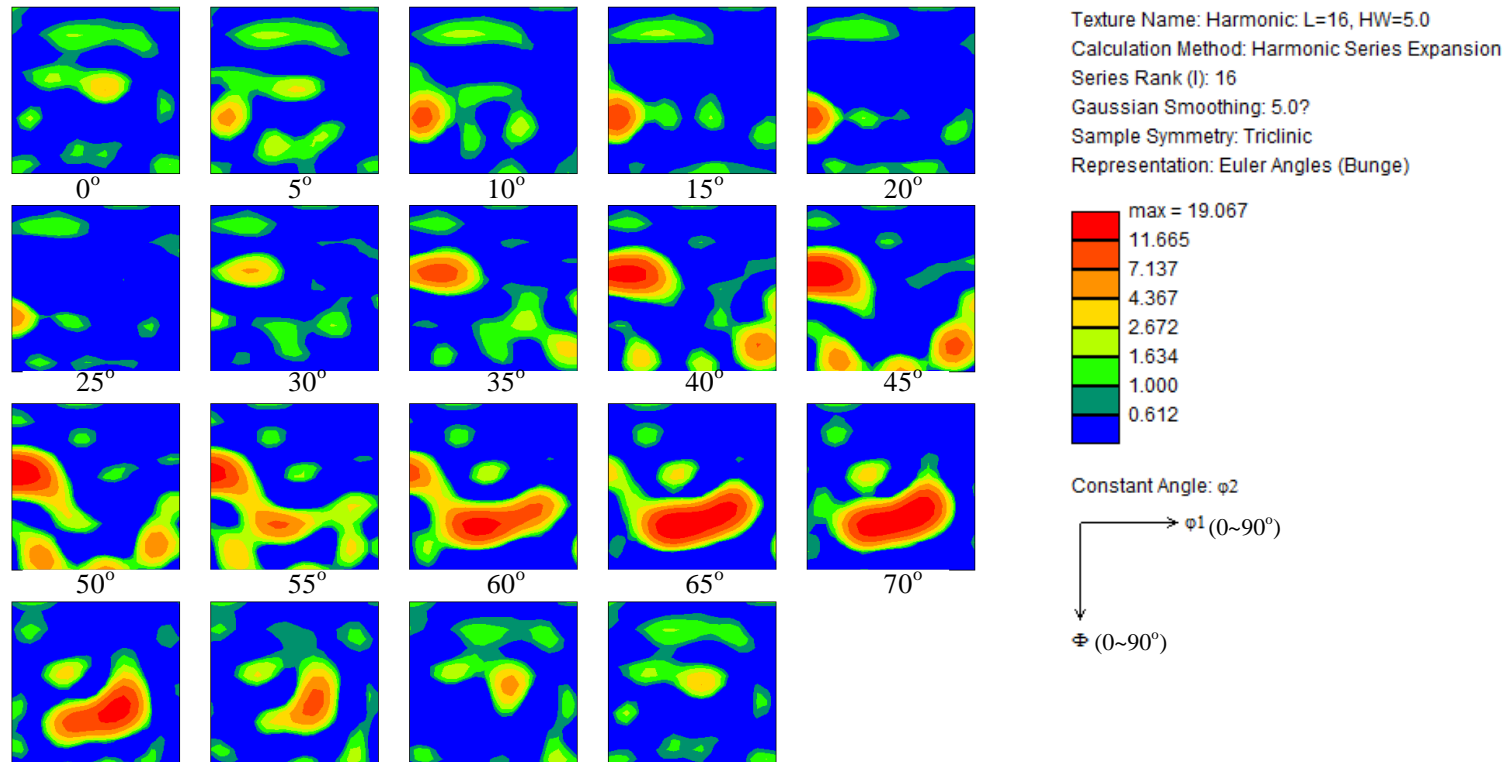 0°
5°
10°
15°
20°
25°
30°
35°
40°
45°
50°
55°
60°
65°
70°
Texture Name: Harmonic: L=16, HW=5.0
Calculation Method: Harmonic Series Expansion
Series Rank (l): 16
Gaussian Smoothing: 5.0?
Sample Symmetry: Triclinic
Representation: Euler Angles (Bunge)
max = 19.067
11.665
7.137
4.367
2.672
1.634
1.000
0.612
Constant Angle: φ2
φ1 (0~90°)
Φ (0~90°)